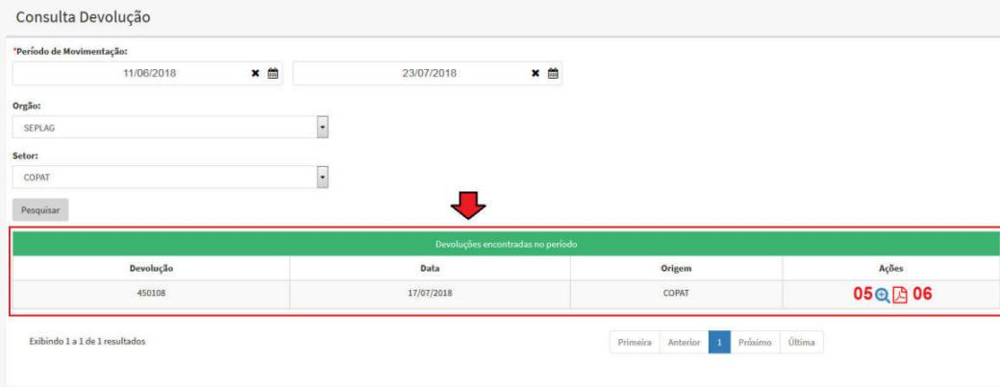 Consulta Devolução
*Período de Movimentação:
11/06/2018 23/07/2018
Orgão:
SEPLAG
Setor:
COPAT
Pesquisar
Devoluções encontradas no período
Devolução Data Origem Ações
450108 17/07/2018 COPAT 05 06
Exibindo 1 a 1 de 1 resultados Primeira Anterior 1 Próximo Última